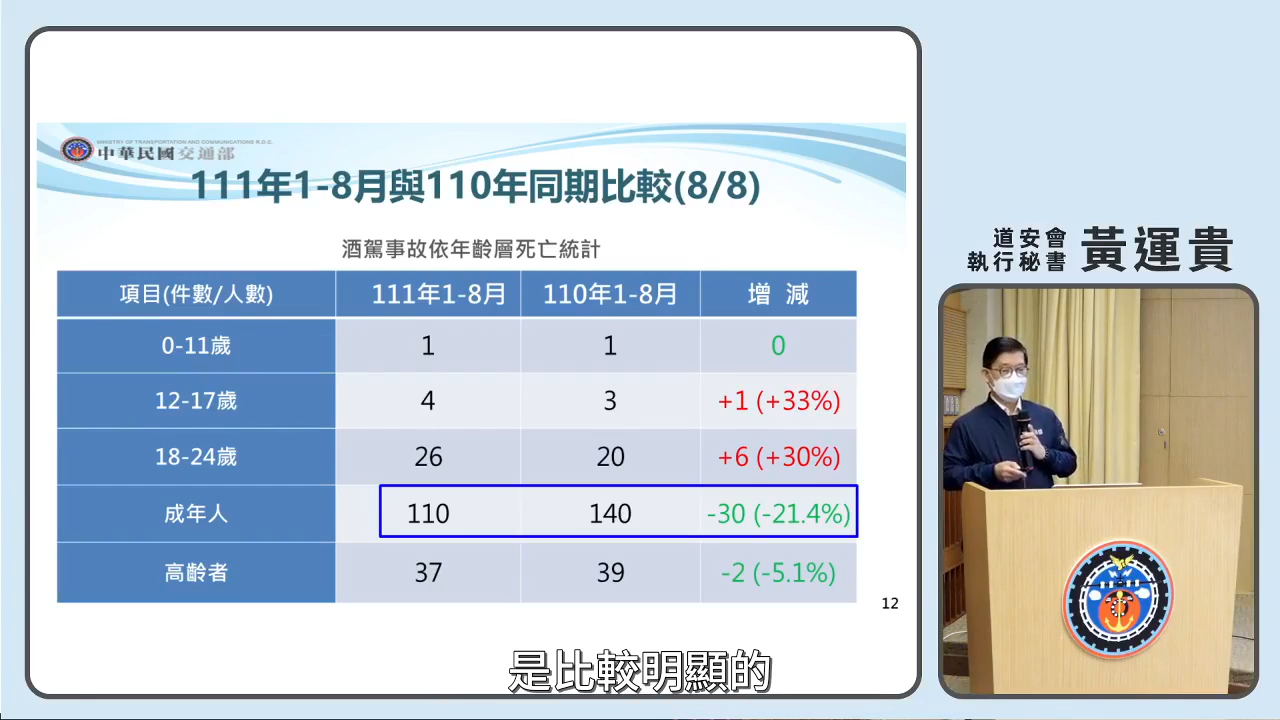 MINISTRY OF TRANSPORTATION AND COMMUNICATIONS R.O.C.
中華民國交通部
111年1-8月與110年同期比較(8/8)
酒駕事故依年齡層死亡統計
項目(件數/人數) 111年1-8月 110年1-8月 增 減
0-11歲 1 1 0
12-17歲 4 3 +1 (+33%)
18-24歲 26 20 +6 (+30%)
成年人 110 140 -30 (-21.4%)
高齡者 37 39 -2 (-5.1%)
12
是比較明顯的
道安會
執行秘書
黃運貴